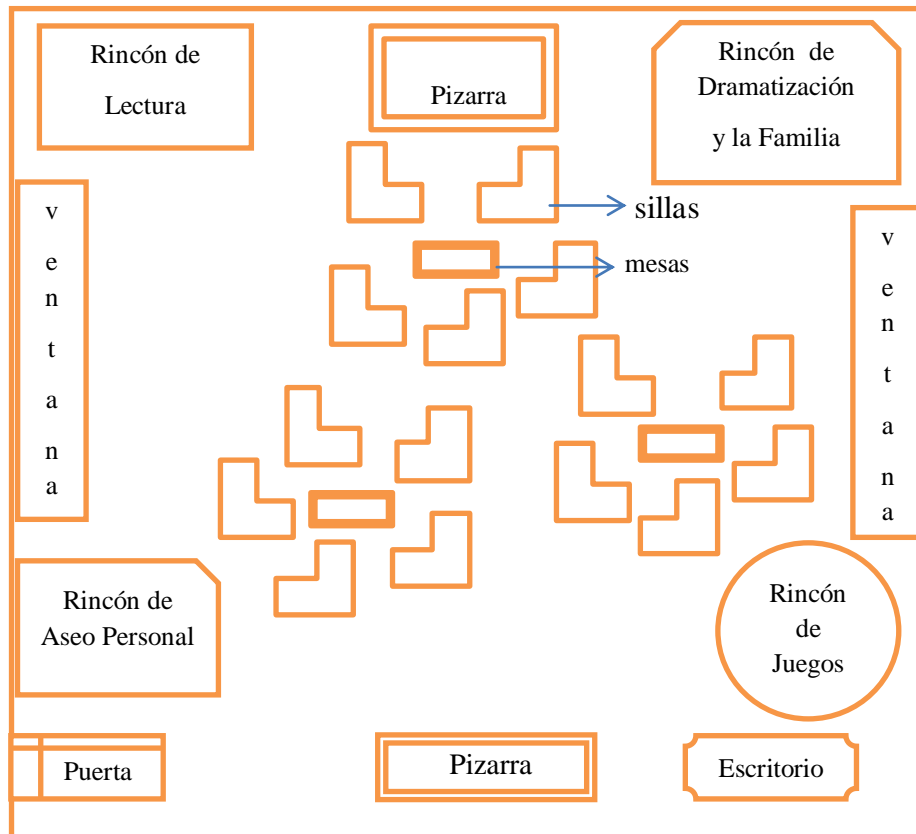 Rincón de
Lectura
Pizarra
Rincón de
Dramatización
y la Familia
sillas
mesas
v
e
n
t
a
n
a
v
e
n
t
a
n
a
Rincón de
Aseo Personal
Rincón
de
Juegos
Puerta
Pizarra
Escritorio